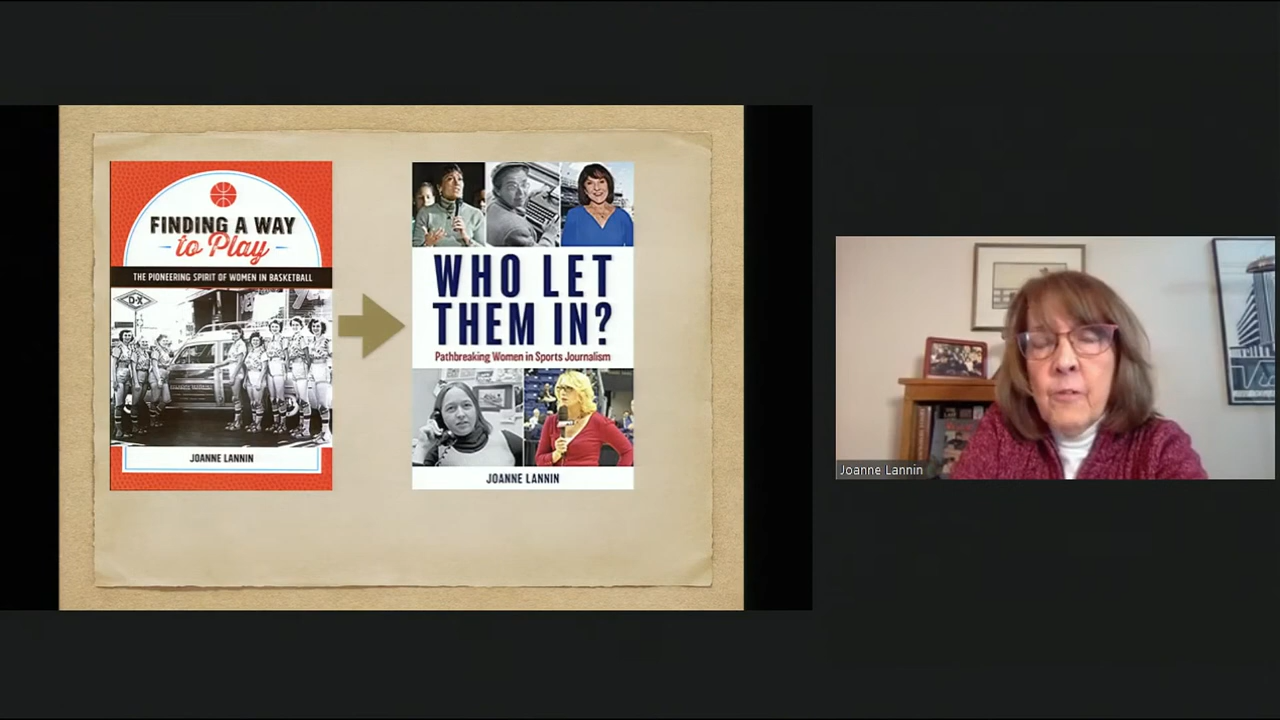 FINDING A WAY
to Play
THE PIONEERING SPIRIT OF WOMEN IN BASKETBALL
D-X
JOANNE LANNIN
WHO LET
THEM IN?
Pathbreaking Women in Sports Journalism
JOANNE LANNIN
Joanne Lannin